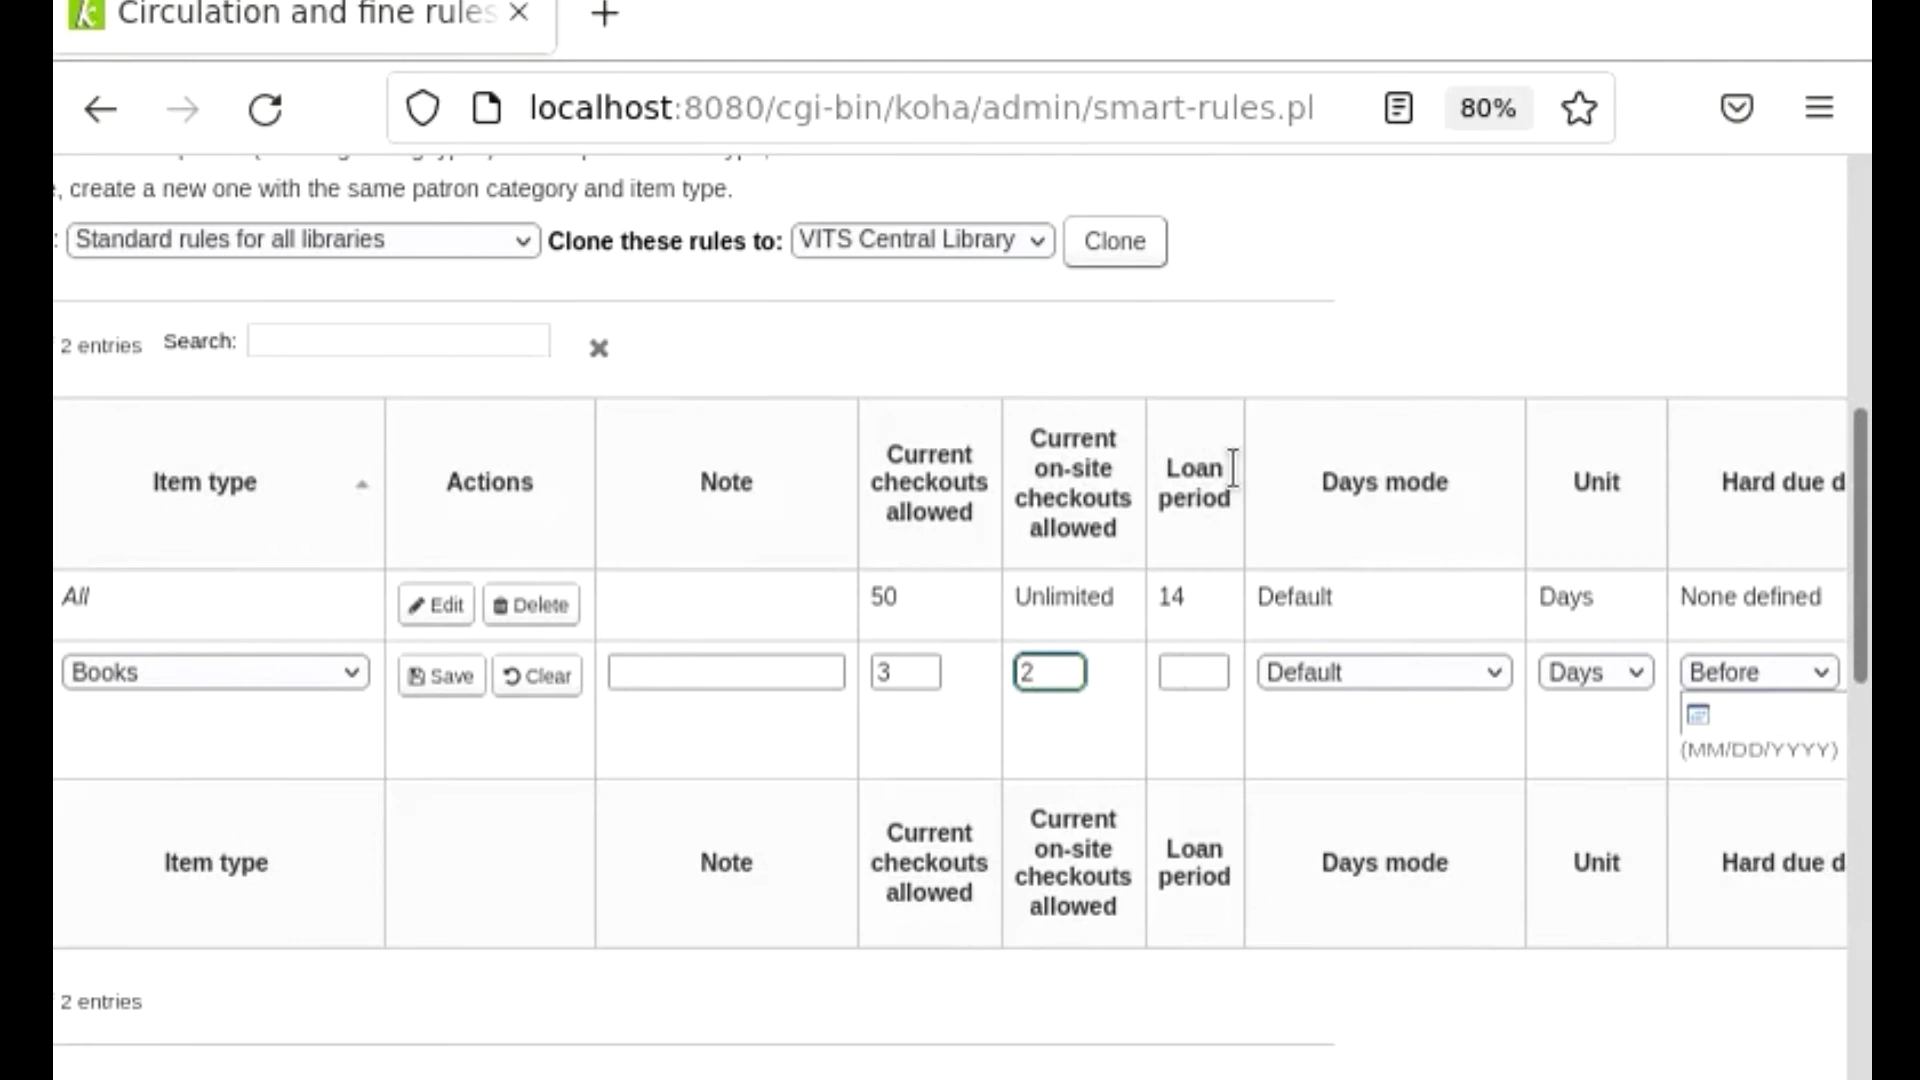 Circulation and fine rules
localhost:8080/cgi-bin/koha/admin/smart-rules.pl
80%
, create a new one with the same patron category and item type.
: Standard rules for all libraries Clone these rules to: VITS Central Library Clone
2 entries Search:
Item type Actions Note Current checkouts allowed Current on-site checkouts allowed Loan period Days mode Unit Hard due d
All Edit Delete 50 Unlimited 14 Default Days None defined
Books Save Clear 3 2 Default Days Before
(MM/DD/YYYY)
Item type Note Current checkouts allowed Current on-site checkouts allowed Loan period Days mode Unit Hard due d
2 entries